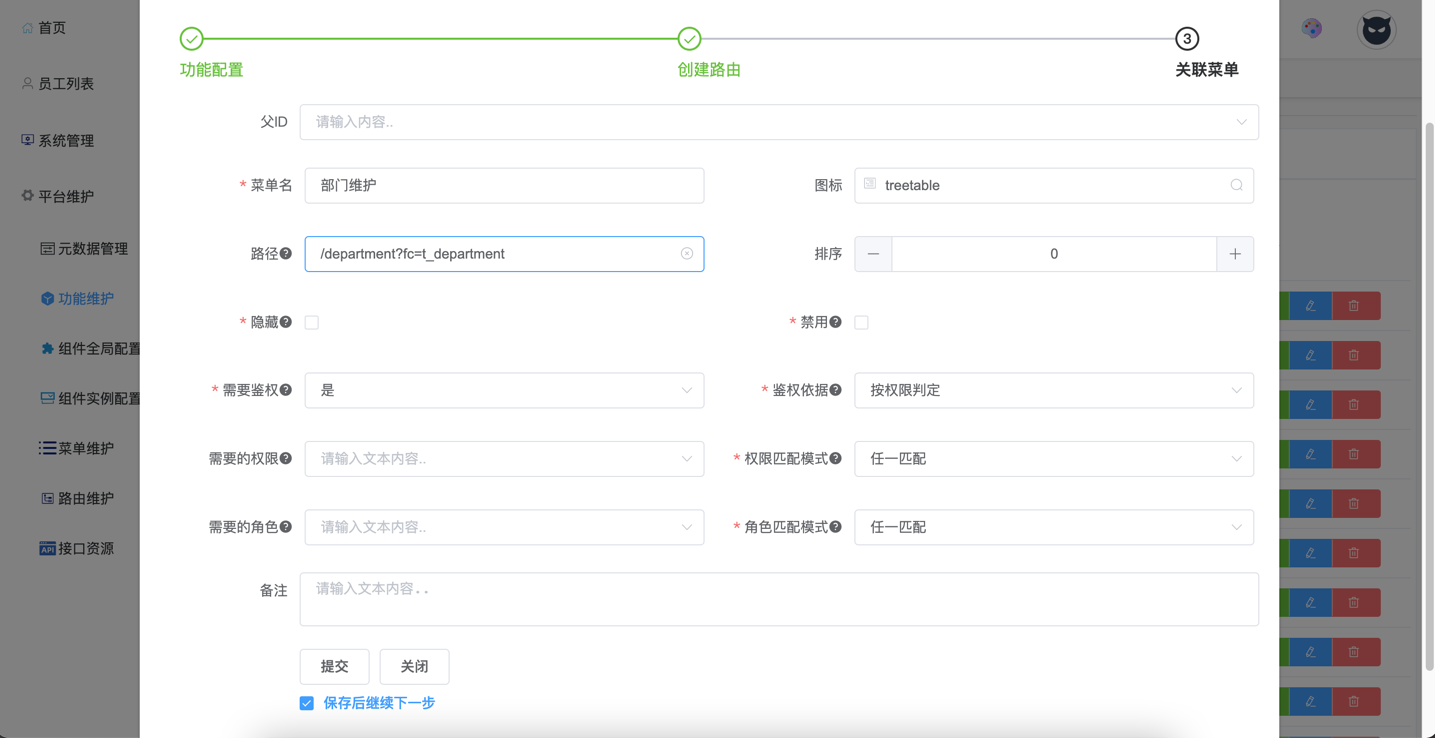 首页
员工列表
系统管理
平台维护
元数据管理
功能维护
组件全局配置
组件实例配置
菜单维护
路由维护
API 接口资源
功能配置
创建路由
3
关联菜单
父ID 请输入内容..
* 菜单名 部门维护
图标 treetable
路径 /department?fc=t_department
排序 0
* 隐藏
* 禁用
* 需要鉴权 是
* 鉴权依据 按权限判定
需要的权限 请输入文本内容..
* 权限匹配模式 任一匹配
需要的角色 请输入文本内容..
* 角色匹配模式 任一匹配
备注 请输入文本内容..
提交 关闭
保存后继续下一步